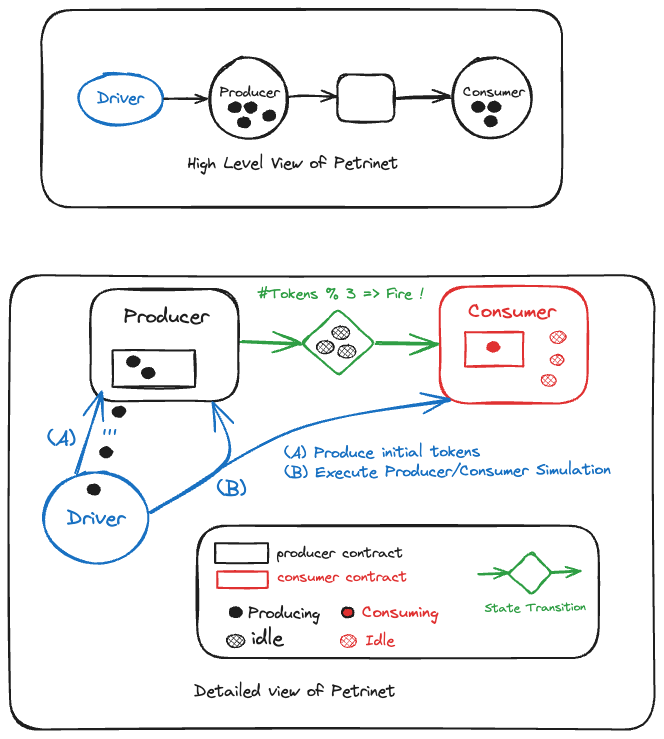 Driver
Producer
Consumer
High Level View of Petrinet
#Tokens % 3 => Fire !
Producer
Consumer
(A)
'''
(B)
(A) Produce initial tokens
(B) Execute Producer/Consumer Simulation
Driver
producer contract
consumer contract
Producing
Consuming
idle
Idle
State Transition
Detailed view of Petrinet